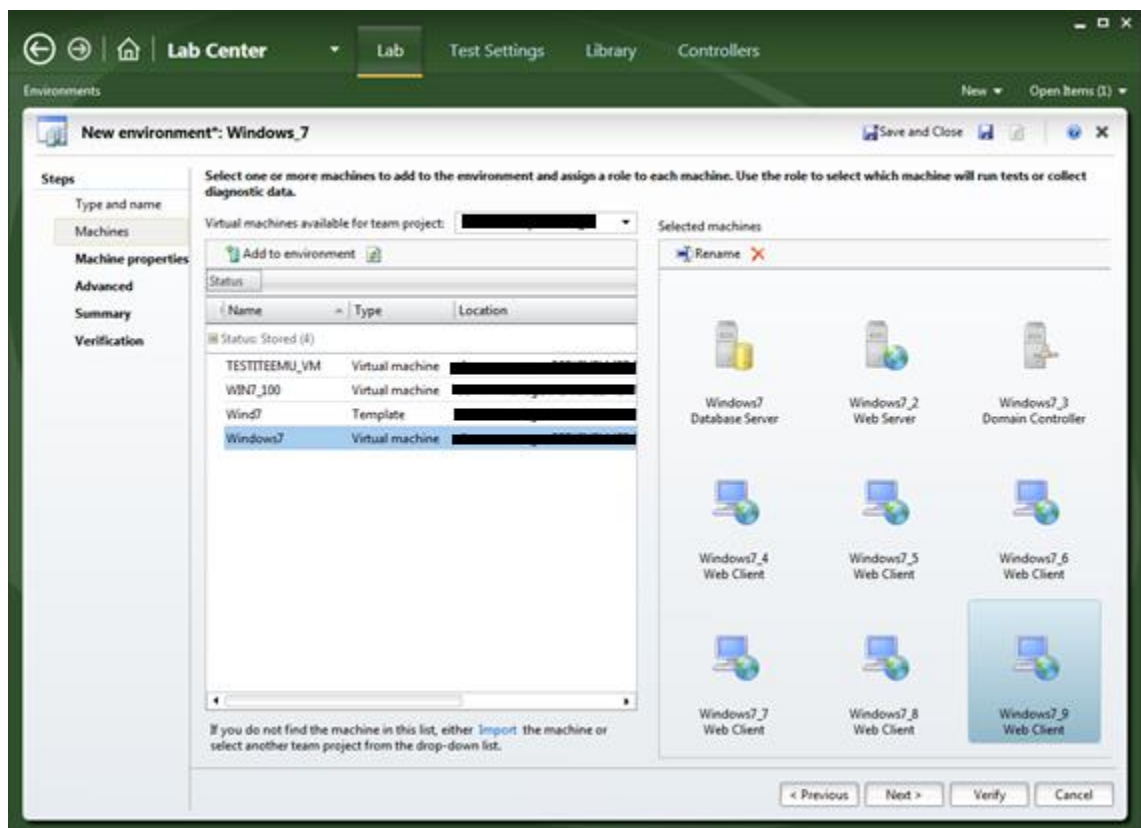 Lab Center Lab Test Settings Library Controllers
Environments New Open Items (1)
New environment*: Windows_7 Save and Close
Steps
Type and name
Machines
Machine properties
Advanced
Summary
Verification
Select one or more machines to add to the environment and assign a role to each machine. Use the role to select which machine will run tests or collect
diagnostic data.
Virtual machines available for team project:
Add to environment
Status
Name Type Location
Status: Stored (4)
TESTITEEMU_VM Virtual machine
WIN7_100 Virtual machine
Wind7 Template
Windows7 Virtual machine
If you do not find the machine in this list, either Import the machine or
select another team project from the drop-down list.
Selected machines
Rename
Windows7 Windows7_2 Windows7_3
Database Server Web Server Domain Controller
Windows7_4 Windows7_5 Windows7_6
Web Client Web Client Web Client
Windows7_7 Windows7_8 Windows7_9
Web Client Web Client Web Client
< Previous Next > Verify Cancel